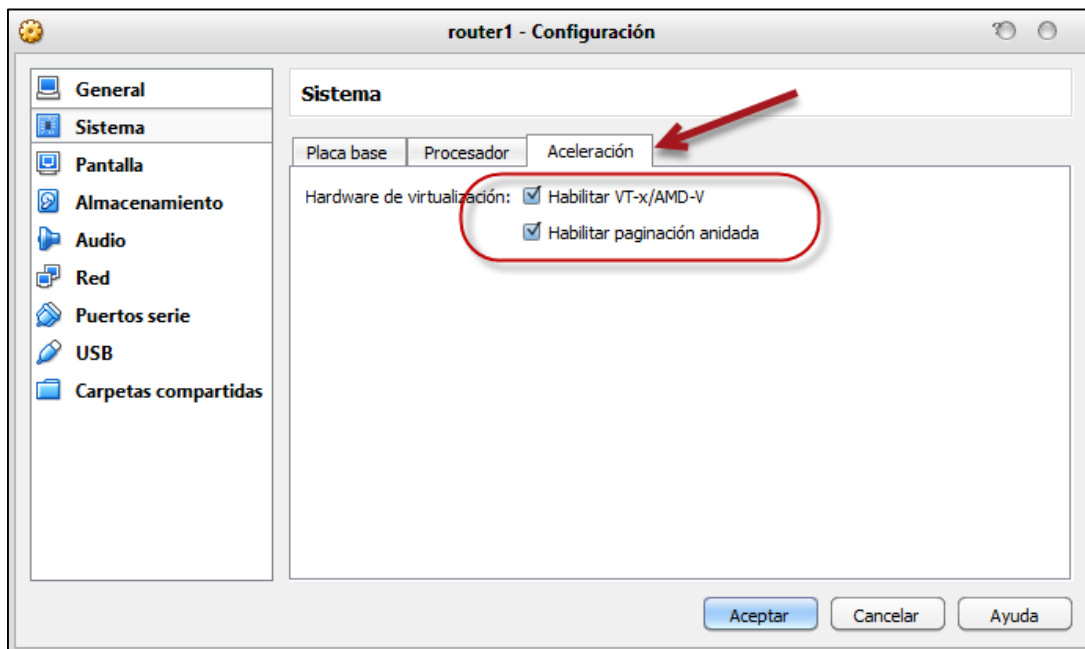 router1 - Configuración
General
Sistema
Pantalla
Almacenamiento
Audio
Red
Puertos serie
USB
Carpetas compartidas
Sistema
Placa base Procesador Aceleración
Hardware de virtualización: Habilitar VT-x/AMD-V
Habilitar paginación anidada
Aceptar Cancelar Ayuda